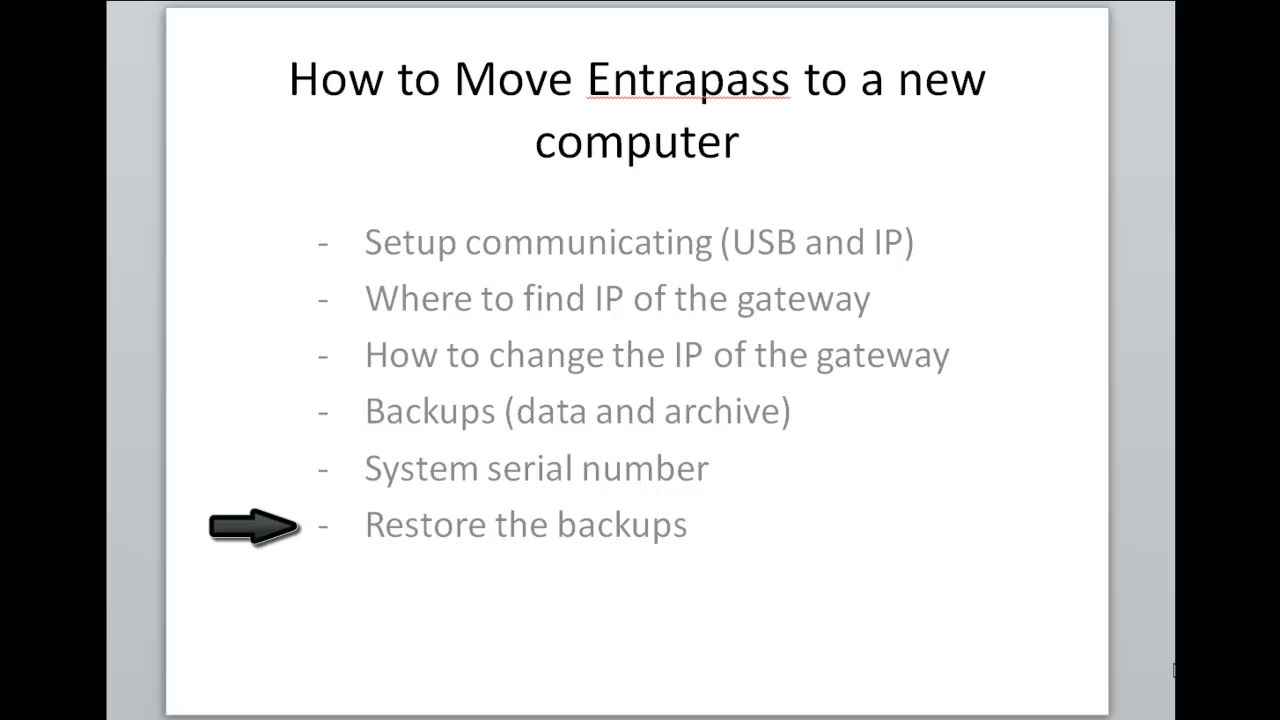 How to Move Entrapass to a new
computer
- Setup communicating (USB and IP)
- Where to find IP of the gateway
- How to change the IP of the gateway
- Backups (data and archive)
- System serial number
- Restore the backups